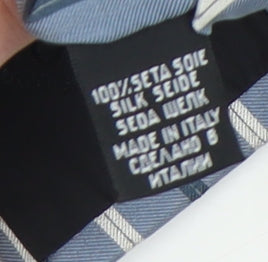 100% SETA SOIE
SILK SEIDE
SEDA ШЕЛК
MADE IN ITALY
СДЕЛАНО В
ИТАЛИИ